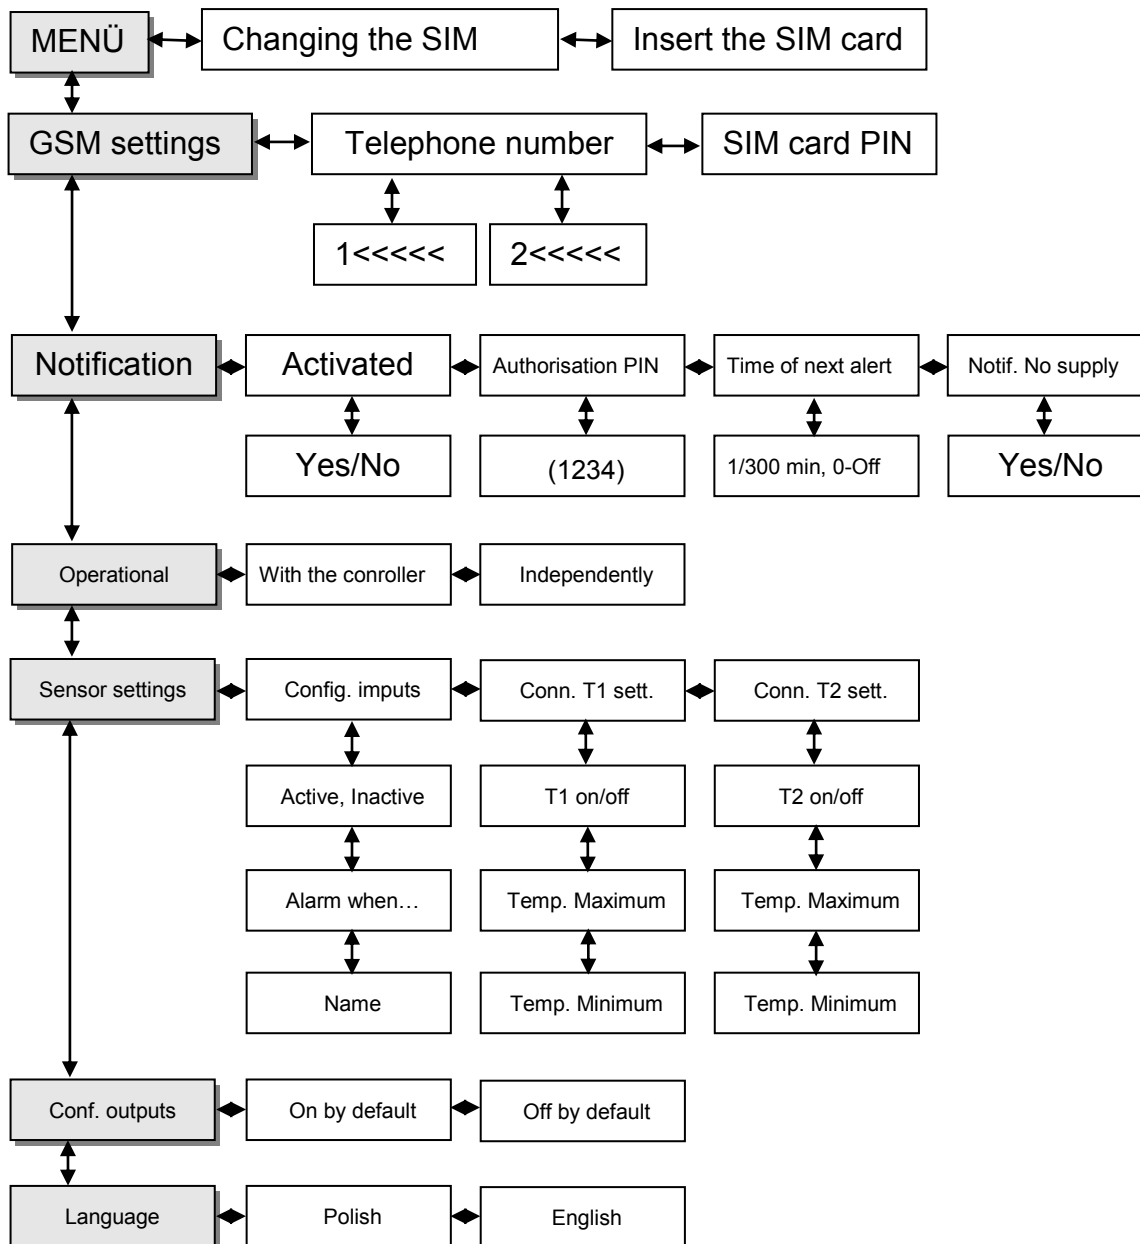 MENÜ Changing the SIM Insert the SIM card
GSM settings Telephone number SIM card PIN
1<<<<< 2<<<<<
Notification Activated Authorisation PIN Time of next alert Notif. No supply
Yes/No (1234) 1/300 min, 0-Off Yes/No
Operational With the conroller Independently
Sensor settings Config. imputs Conn. T1 sett. Conn. T2 sett.
Active, Inactive T1 on/off T2 on/off
Alarm when… Temp. Maximum Temp. Maximum
Name Temp. Minimum Temp. Minimum
Conf. outputs On by default Off by default
Language Polish English